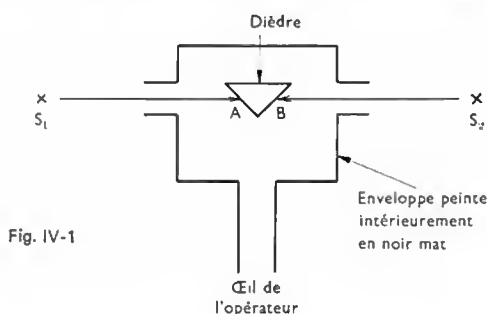 Dièdre
A
B
×
S₁
×
S₂
Enveloppe peinte
intérieurement
en noir mat
Fig. IV-1
Œil de
l'opérateur